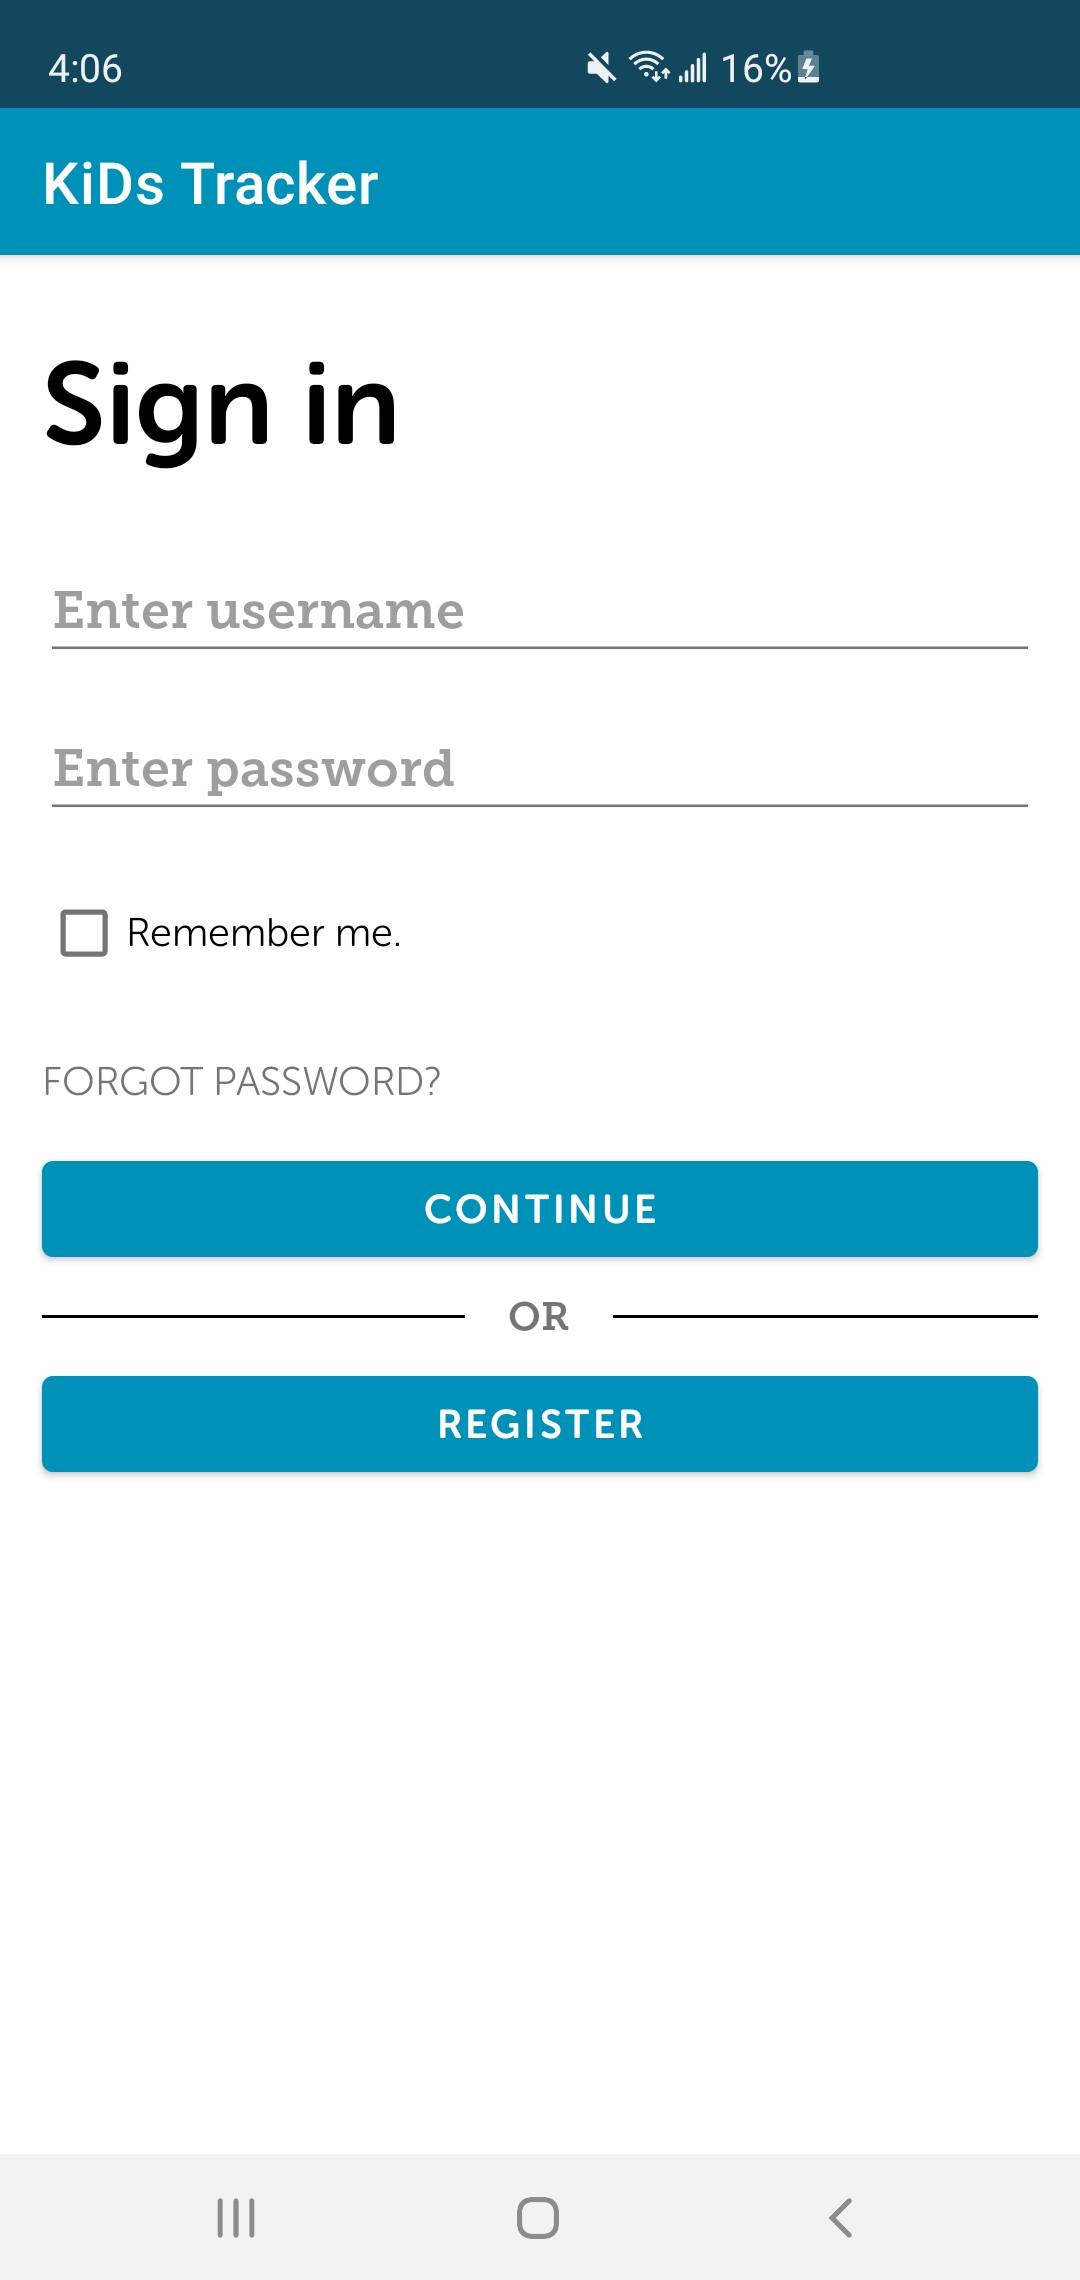 4:06 16%
KiDs Tracker
Sign in
Enter username
Enter password
Remember me.
FORGOT PASSWORD?
CONTINUE
OR
REGISTER